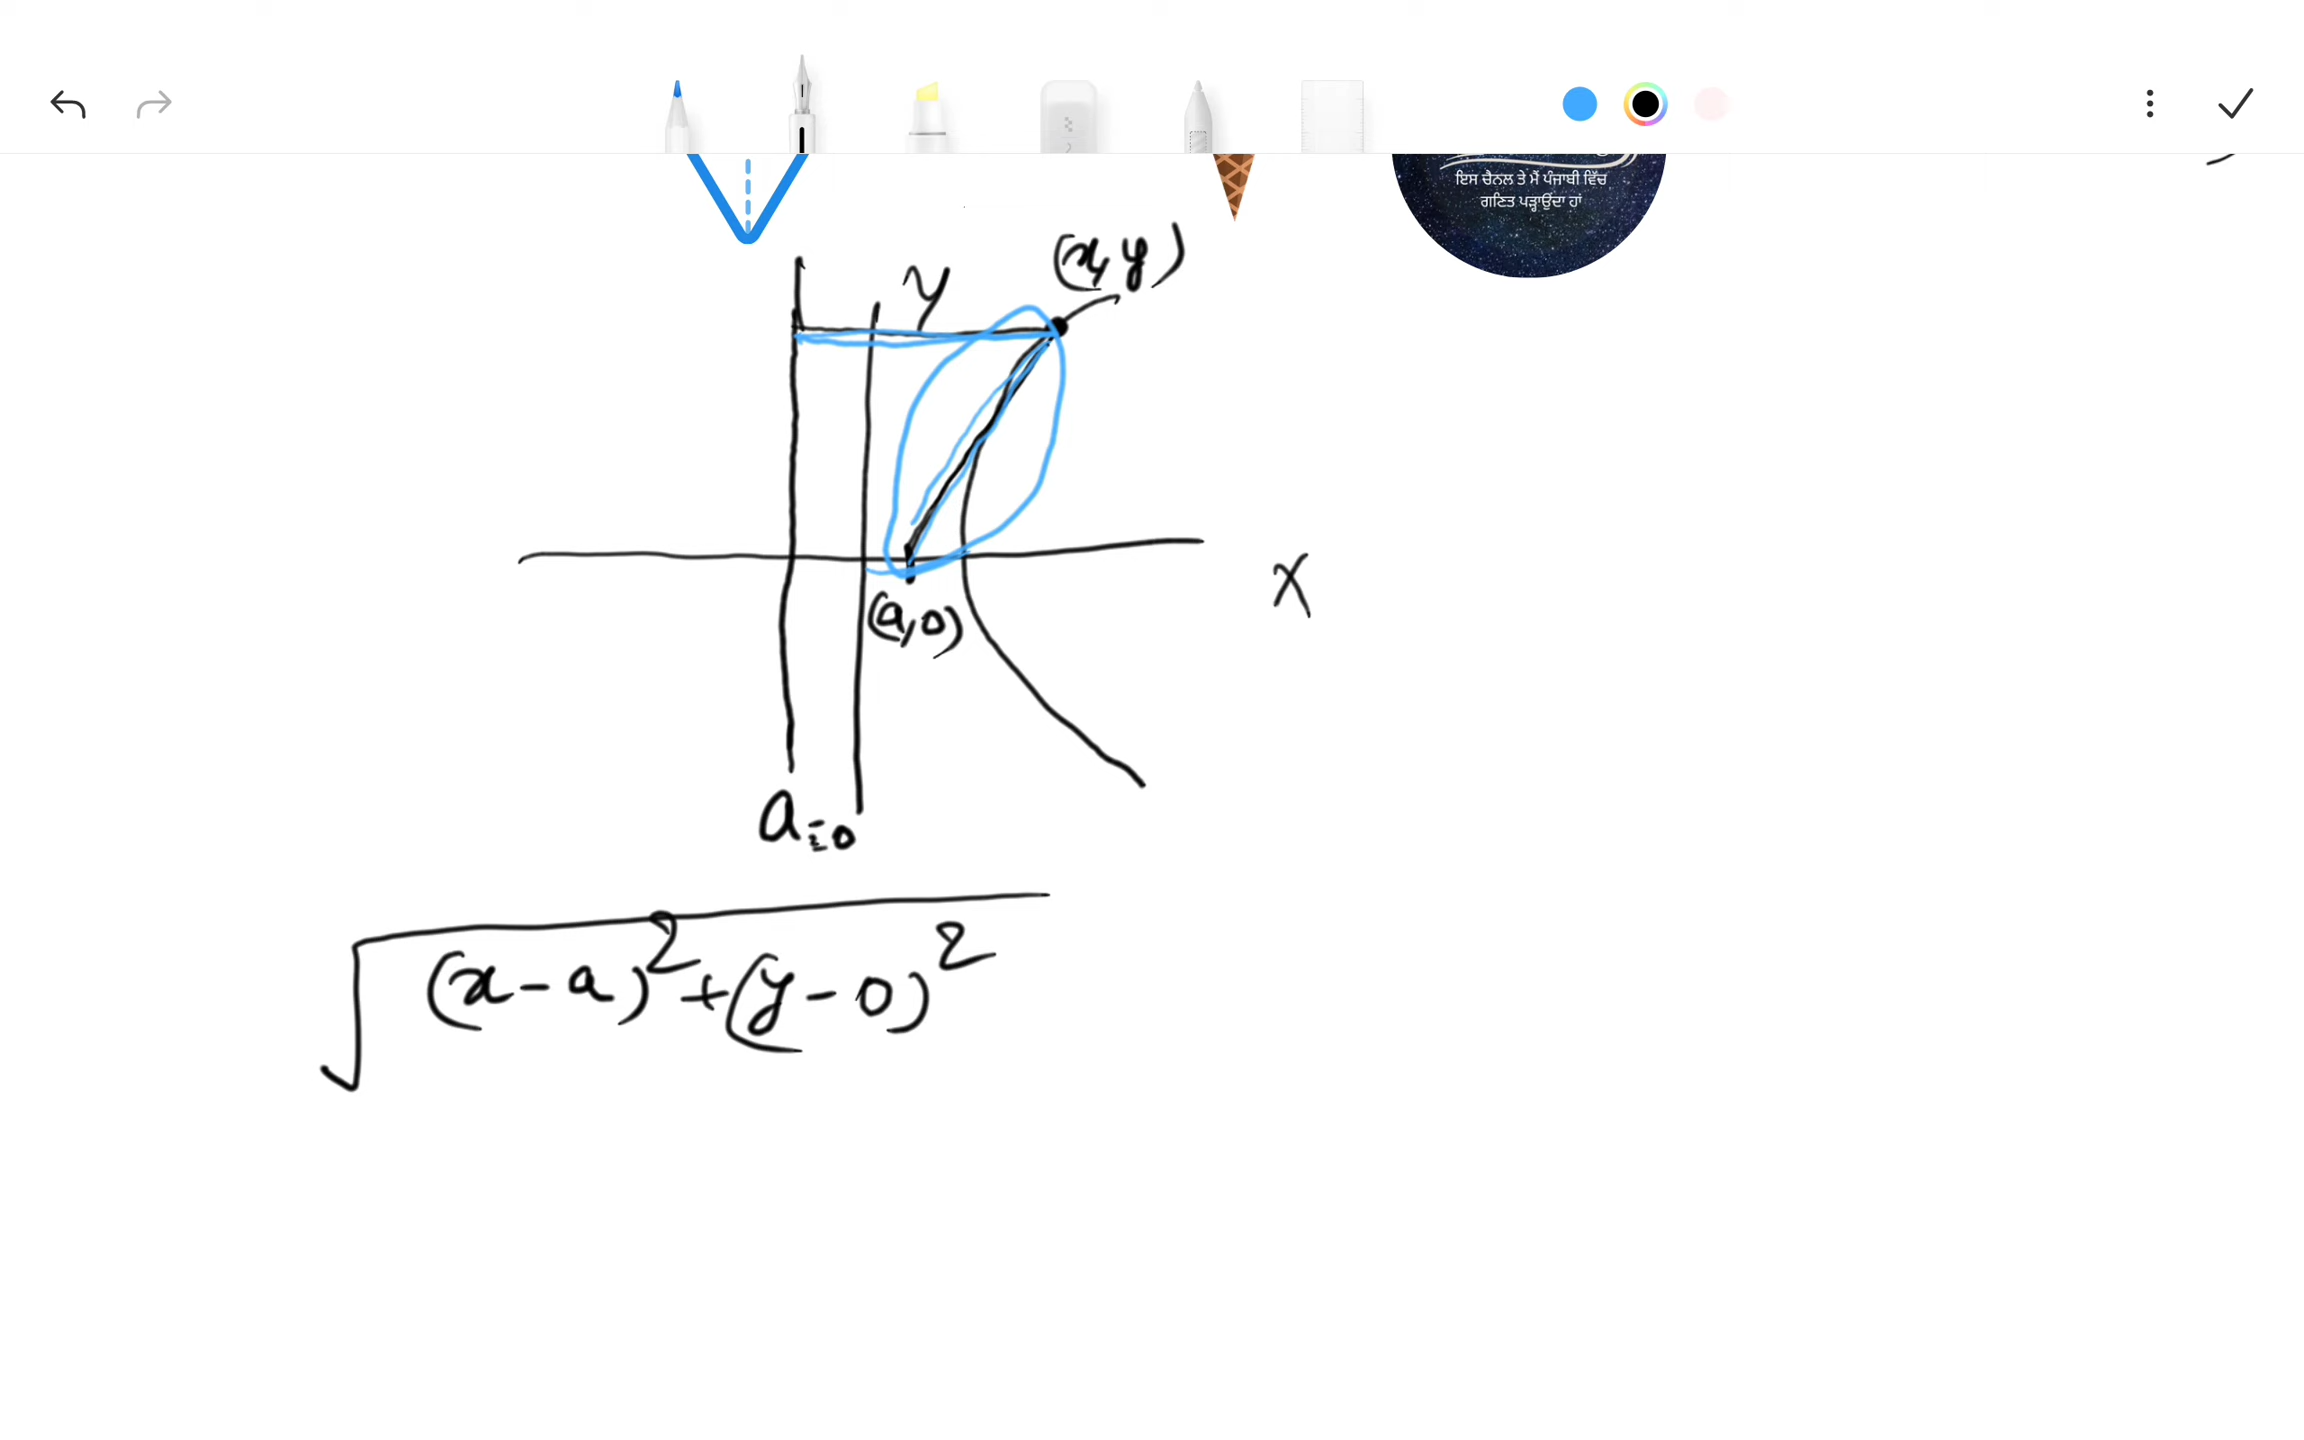 ਇਸ ਚੈਨਲ ਤੇ ਮੈਂ ਪੰਜਾਬੀ ਵਿੱਚ
ਗਣਿਤ ਪੜ੍ਹਾਉਂਦਾ ਹਾਂ
(x, y)
y
X
(a, 0)
a = 0
√((x - a)² + (y - 0)²)